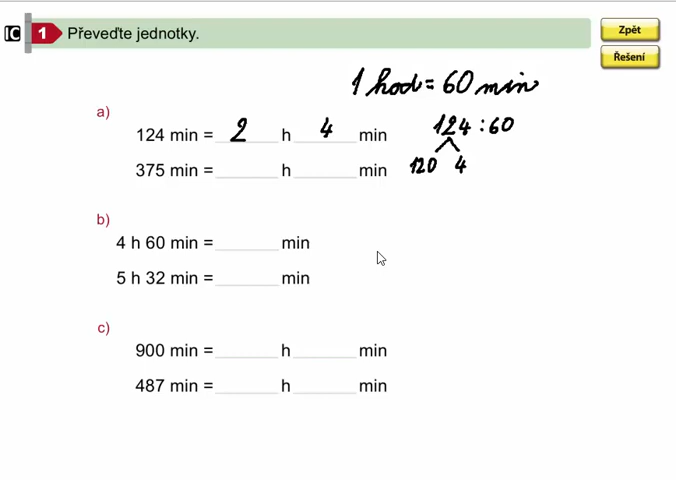 IC 1 Převeďte jednotky. Zpět
Řešení
1 hod = 60 min
a)
124 min = 2 h 4 min 124 : 60
375 min = h min 120 4
b)
4 h 60 min = min
5 h 32 min = min
c)
900 min = h min
487 min = h min